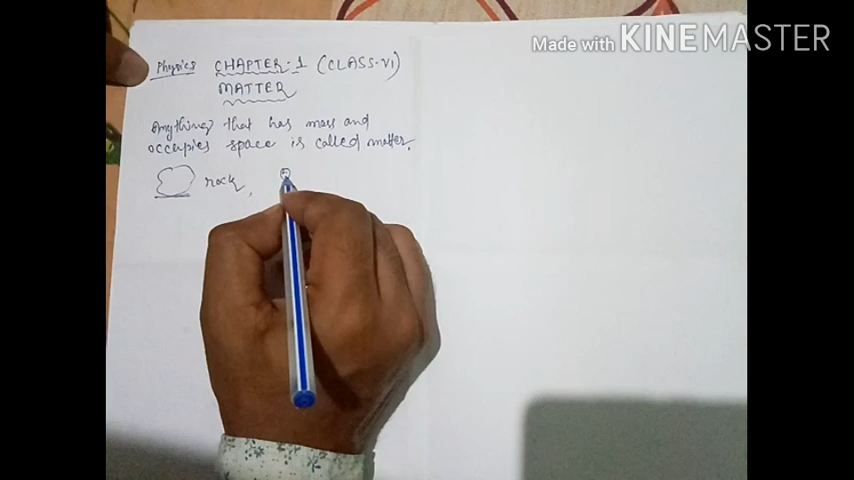 Made with KINEMASTER
Physics CHAPTER-1 (CLASS-VI)
MATTER
Anything that has mass and
occupies space is called matter.
rock,